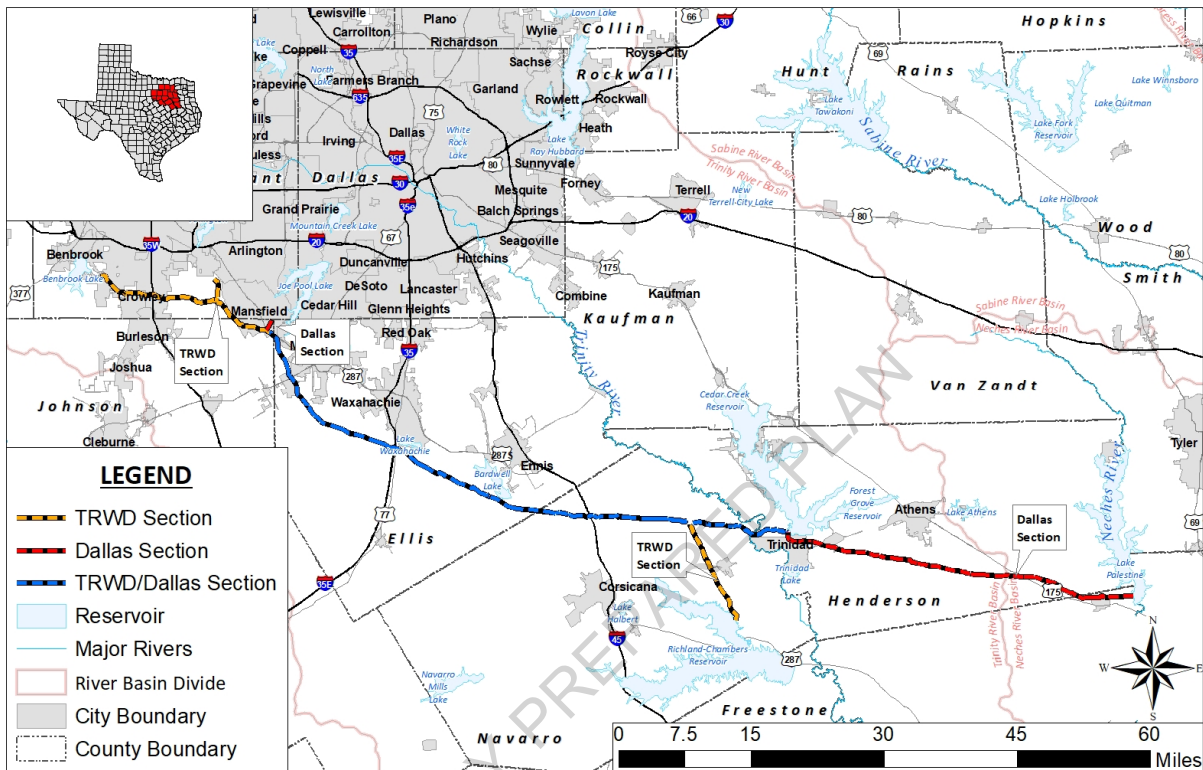 Lewisville
Plano
Lavon Lake
Carrollton
Collin
Wylie
66
30
Hopkins
Coppell
35
Richardson
Royse City
69
Sachse
Rockwall
North
Lake
Farmers Branch
Hunt
Rains
Lake Winnsboro
Grapevine
635
Garland
Rowlett
Rockwall
Lake Quitman
75
Lake
Tawakoni
Lake Fork
Reservoir
Irving
Dallas
White
Rock
Lake
Heath
Sabine River
35E
Lake
Ray Hubbard
80
Sunnyvale
Sabine River Basin
Trinity River Basin
Dallas
30
Mesquite
Forney
Terrell
New
Terrell City Lake
Lake Holbrook
Grand Prairie
Balch Springs
20
80
Wood
Mountain Creek Lake
67
Seagoville
80
35W
20
Arlington
Benbrook
Duncanville
Hutchins
175
Smith
Benbrook Lake
Joe Pool Lake
DeSoto
Lancaster
Combine
Kaufman
377
Crowley
Mansfield
Cedar Hill
Glenn Heights
Kaufman
Sabine River Basin
Neches River Basin
Burleson
Dallas
Section
Red Oak
Trinity River
TRWD
Section
35
Joshua
287
Van Zandt
Johnson
Waxahachie
Cedar Creek
Reservoir
Cleburne
Lake
Waxahachie
287S
Ennis
Tyler
Bardwell
Lake
Neches River
LEGEND
TRWD Section
Dallas Section
TRWD/Dallas Section
Reservoir
Major Rivers
River Basin Divide
City Boundary
County Boundary
77
Ellis
35E
Forest
Grove
Reservoir
Athens
Lake Athens
Dallas
Section
69
Trinidad
TRWD
Section
Trinidad
Lake
Lake
Palestine
Corsicana
175
Henderson
Lake
Halbert
Trinity River Basin
Neches River Basin
45
Richland-Chambers
Reservoir
287
Navarro
Mills
Lake
Freestone
Navarro
N
W
E
S
0 7.5 15 30 45 60
Miles
Y PREPARED PLAN